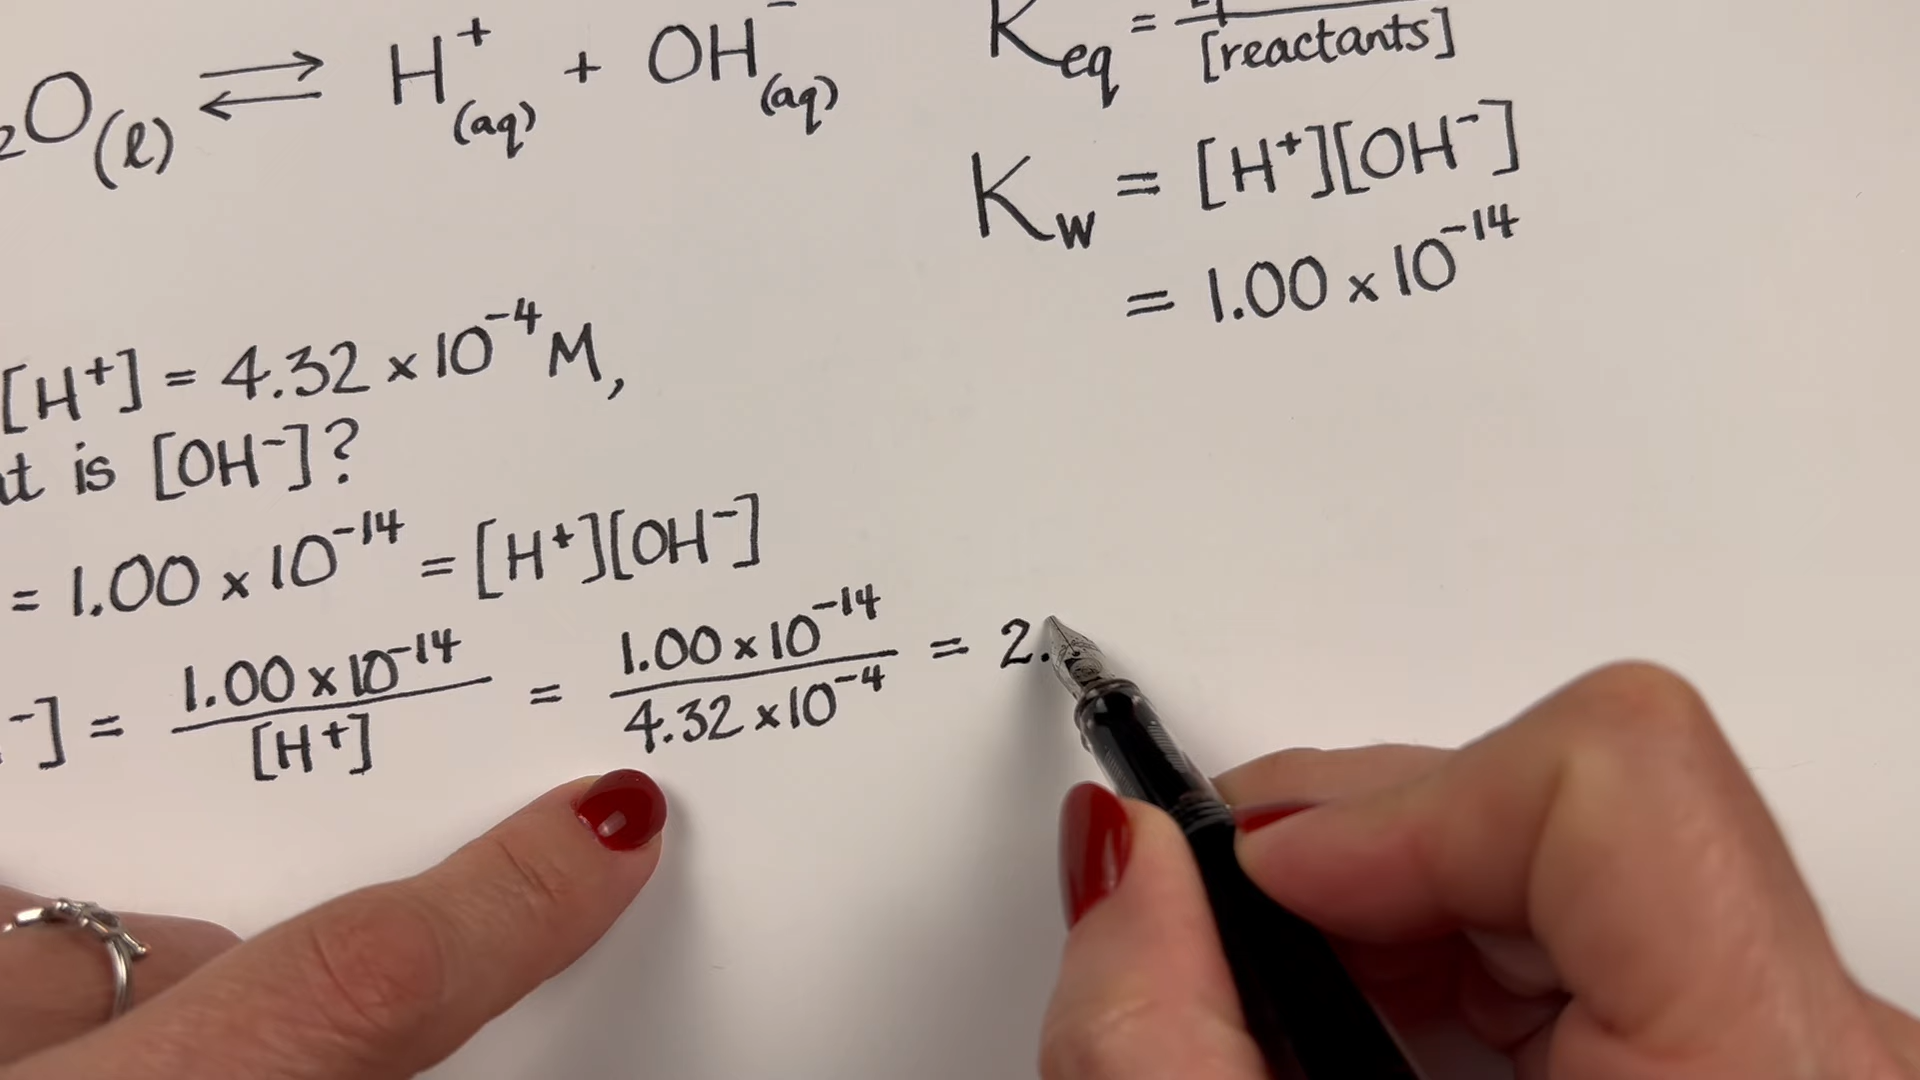 ₂O(l) ⇌ H⁺(aq) + OH⁻(aq)
Keq = [reactants]
Kw = [H⁺][OH⁻]
= 1.00 × 10⁻¹⁴
[H⁺] = 4.32 × 10⁻⁴ M,
is [OH⁻]?
= 1.00 × 10⁻¹⁴ = [H⁺][OH⁻]
⁻] = 1.00 × 10⁻¹⁴ / [H⁺] = 1.00 × 10⁻¹⁴ / 4.32 × 10⁻⁴ = 2.